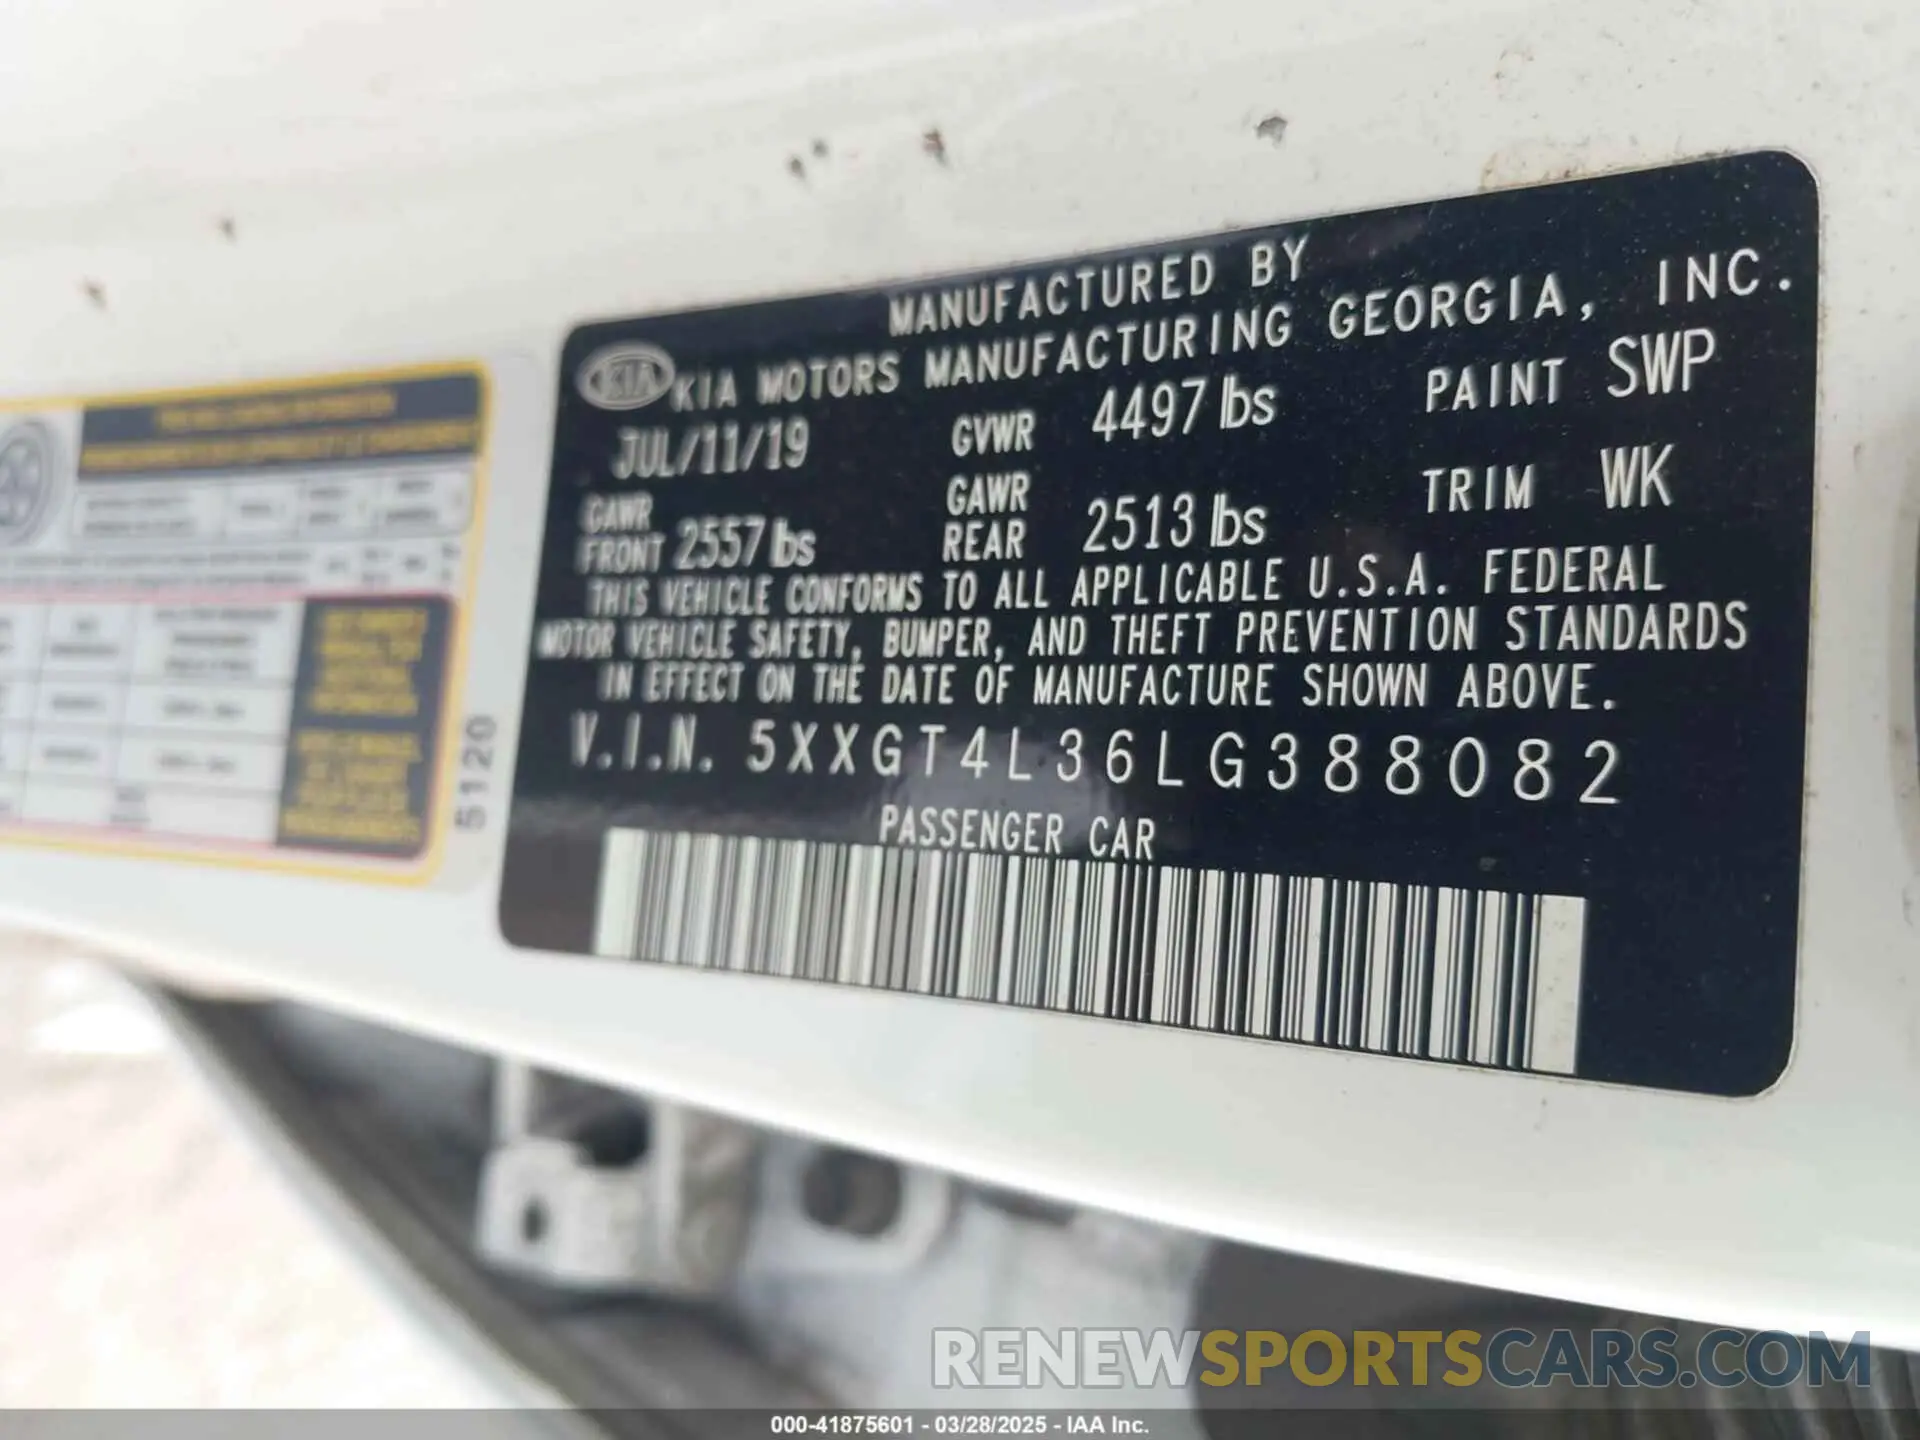 MANUFACTURED BY
KIA KIA MOTORS MANUFACTURING GEORGIA, INC.
JUL/11/19 GVWR 4497 lbs PAINT SWP
GAWR FRONT 2557 lbs GAWR REAR 2513 lbs TRIM WK
THIS VEHICLE CONFORMS TO ALL APPLICABLE U.S.A. FEDERAL
MOTOR VEHICLE SAFETY, BUMPER, AND THEFT PREVENTION STANDARDS
IN EFFECT ON THE DATE OF MANUFACTURE SHOWN ABOVE.
V.I.N. 5XXGT4L36LG388082
PASSENGER CAR
5120
RENEWSPORTSCARS.COM
000-41875601 - 03/28/2025 - IAA Inc.